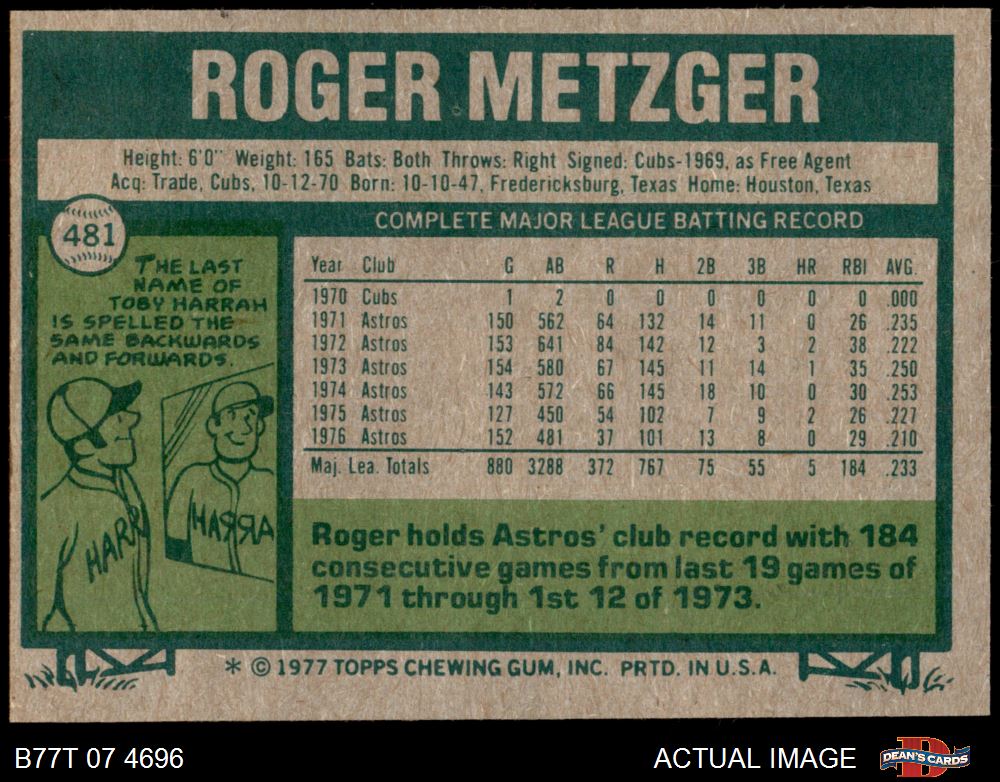 ROGER METZGER
Height: 6'0" Weight: 165 Bats: Both Throws: Right Signed: Cubs-1969, as Free Agent
Acq: Trade, Cubs, 10-12-70 Born: 10-10-47, Fredericksburg, Texas Home: Houston, Texas
481
THE LAST
NAME OF
TOBY HARRAH
IS SPELLED THE
SAME BACKWARDS
AND FORWARDS.
HARR
HARRA
COMPLETE MAJOR LEAGUE BATTING RECORD
Year Club G AB R H 2B 3B HR RBI AVG.
1970 Cubs 1 2 0 0 0 0 0 0 .000
1971 Astros 150 562 64 132 14 11 0 26 .235
1972 Astros 153 641 84 142 12 3 2 38 .222
1973 Astros 154 580 67 145 11 14 1 35 .250
1974 Astros 143 572 66 145 18 10 0 30 .253
1975 Astros 127 450 54 102 7 9 2 26 .227
1976 Astros 152 481 37 101 13 8 0 29 .210
Maj. Lea. Totals 880 3288 372 767 75 55 5 184 .233
Roger holds Astros' club record with 184
consecutive games from last 19 games of
1971 through 1st 12 of 1973.
* © 1977 TOPPS CHEWING GUM, INC. PRTD. IN U.S.A.
B77T 07 4696
ACTUAL IMAGE
D
DEAN'S CARDS